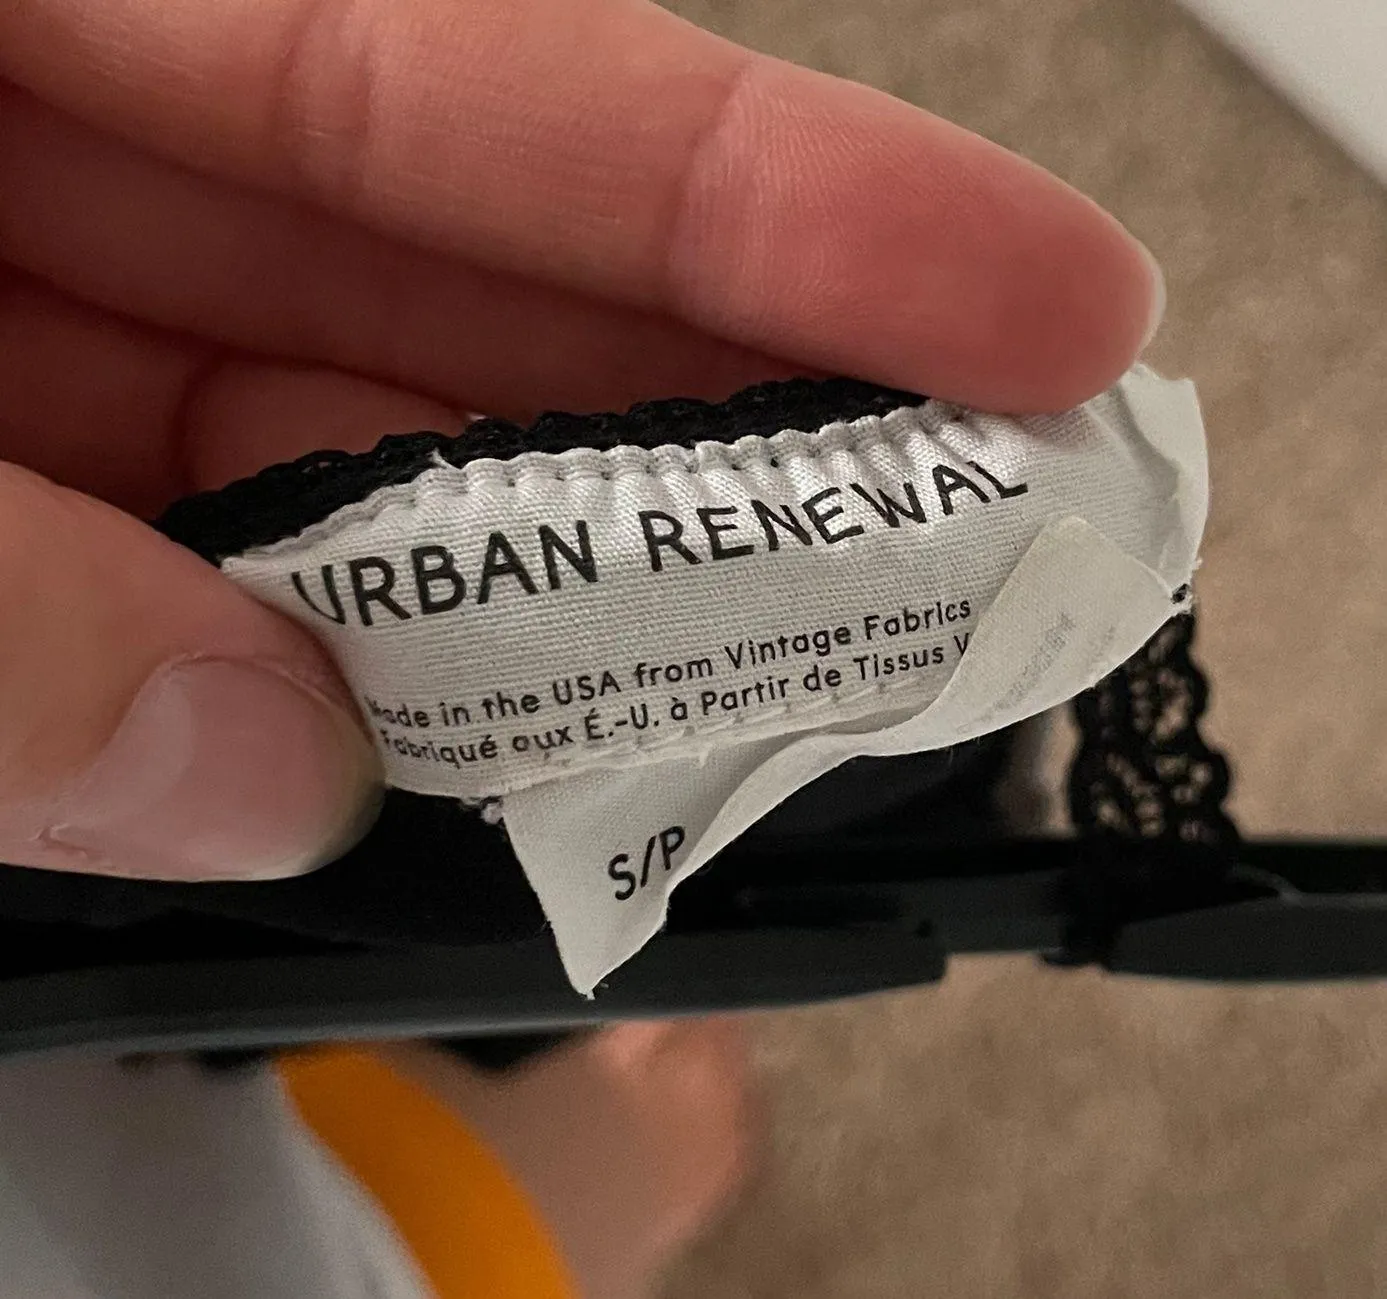 URBAN RENEWAL
Made in the USA from Vintage Fabrics
Fabriqué aux É.-U. à Partir de Tissus
S/P